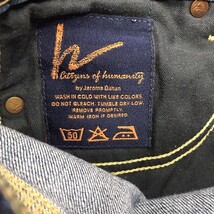 Citizens of humanity
by Jerome Dahan
WASH IN COLD WITH LIKE COLORS.
DO NOT BLEACH. TUMBLE DRY LOW.
REMOVE PROMPTLY.
WARM IRON IF DESIRED.